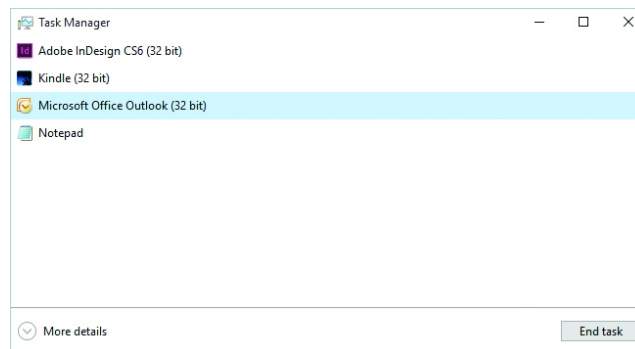 Task Manager
Id Adobe InDesign CS6 (32 bit)
Kindle (32 bit)
Microsoft Office Outlook (32 bit)
Notepad
More details
End task